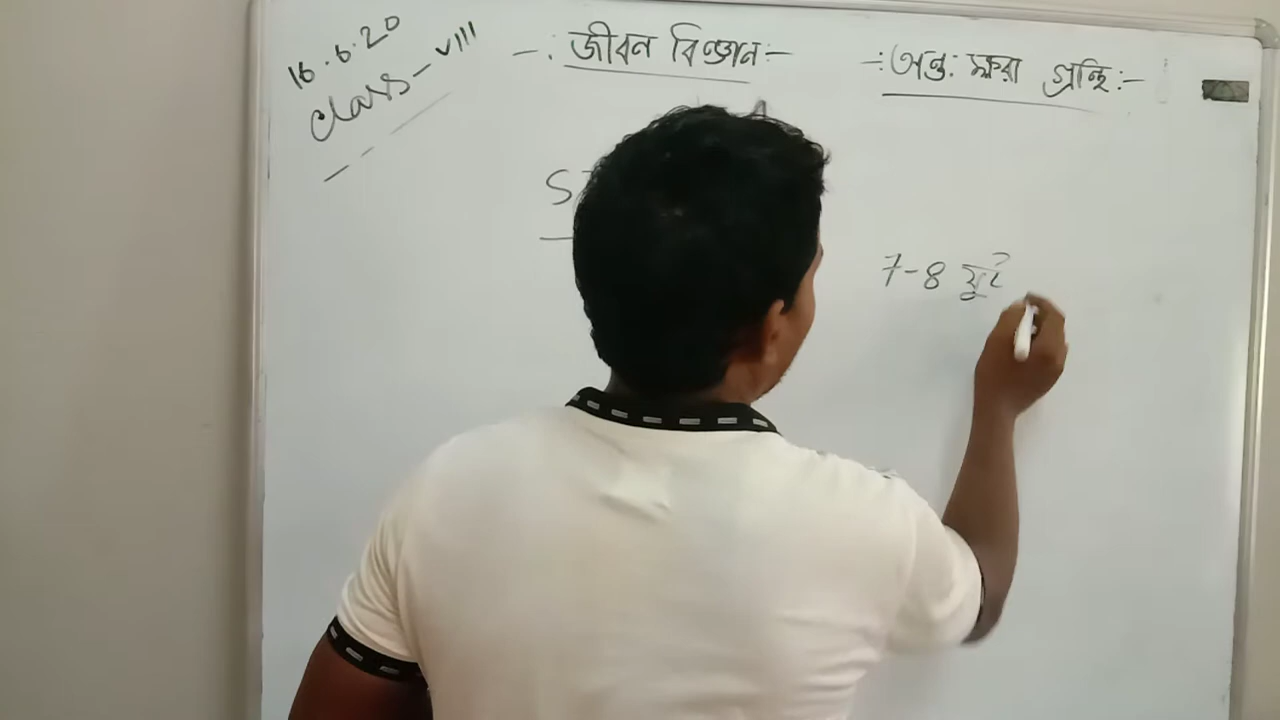 16.6.20
class-VIII
-: জীবন বিজ্ঞান:-
-: অন্ত: ক্ষরা গ্রন্থি:-
7-8 ফু